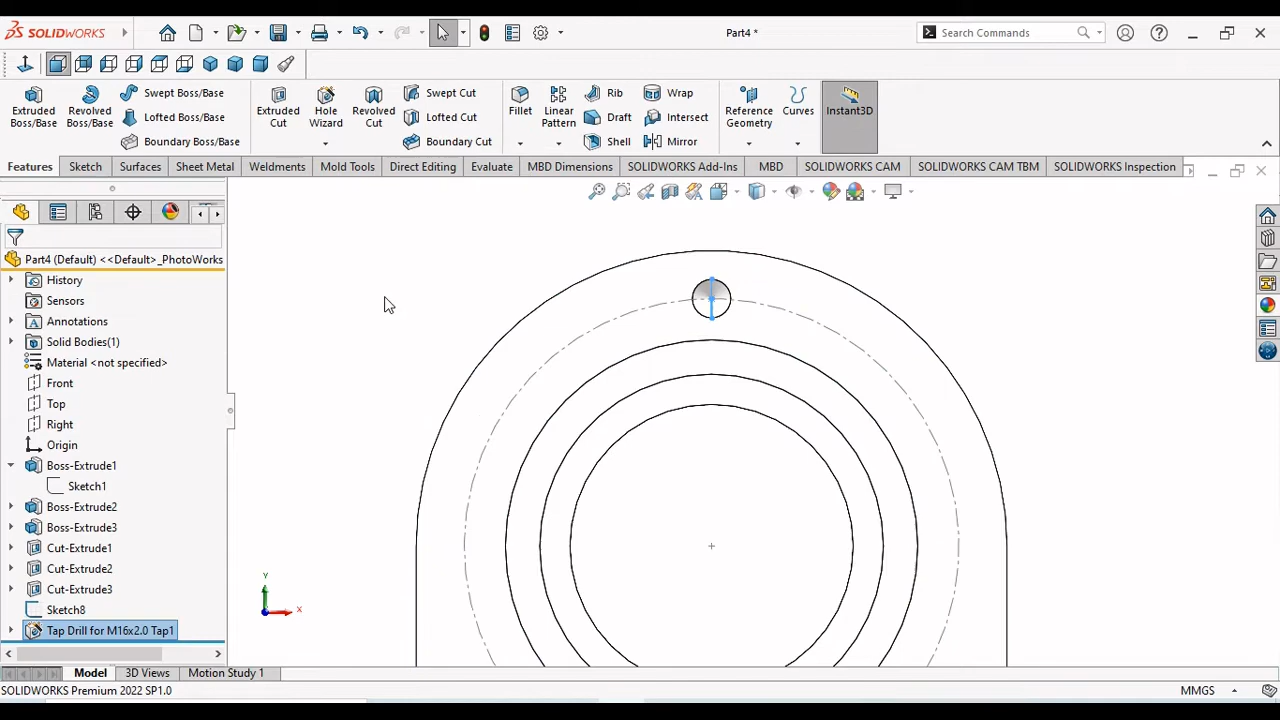 SOLIDWORKS
Part4 *
Search Commands
Extruded Boss/Base
Revolved Boss/Base
Swept Boss/Base
Lofted Boss/Base
Boundary Boss/Base
Extruded Cut
Hole Wizard
Revolved Cut
Swept Cut
Lofted Cut
Boundary Cut
Fillet
Linear Pattern
Rib
Draft
Shell
Wrap
Intersect
Mirror
Reference Geometry
Curves
Instant3D
Features Sketch Surfaces Sheet Metal Weldments Mold Tools Direct Editing Evaluate MBD Dimensions SOLIDWORKS Add-Ins MBD SOLIDWORKS CAM SOLIDWORKS CAM TBM SOLIDWORKS Inspection
Part4 (Default) <<Default>_PhotoWorks
History
Sensors
Annotations
Solid Bodies(1)
Material <not specified>
Front
Top
Right
Origin
Boss-Extrude1
Sketch1
Boss-Extrude2
Boss-Extrude3
Cut-Extrude1
Cut-Extrude2
Cut-Extrude3
Sketch8
Tap Drill for M16x2.0 Tap1
Y
X
Model 3D Views Motion Study 1
SOLIDWORKS Premium 2022 SP1.0
MMGS